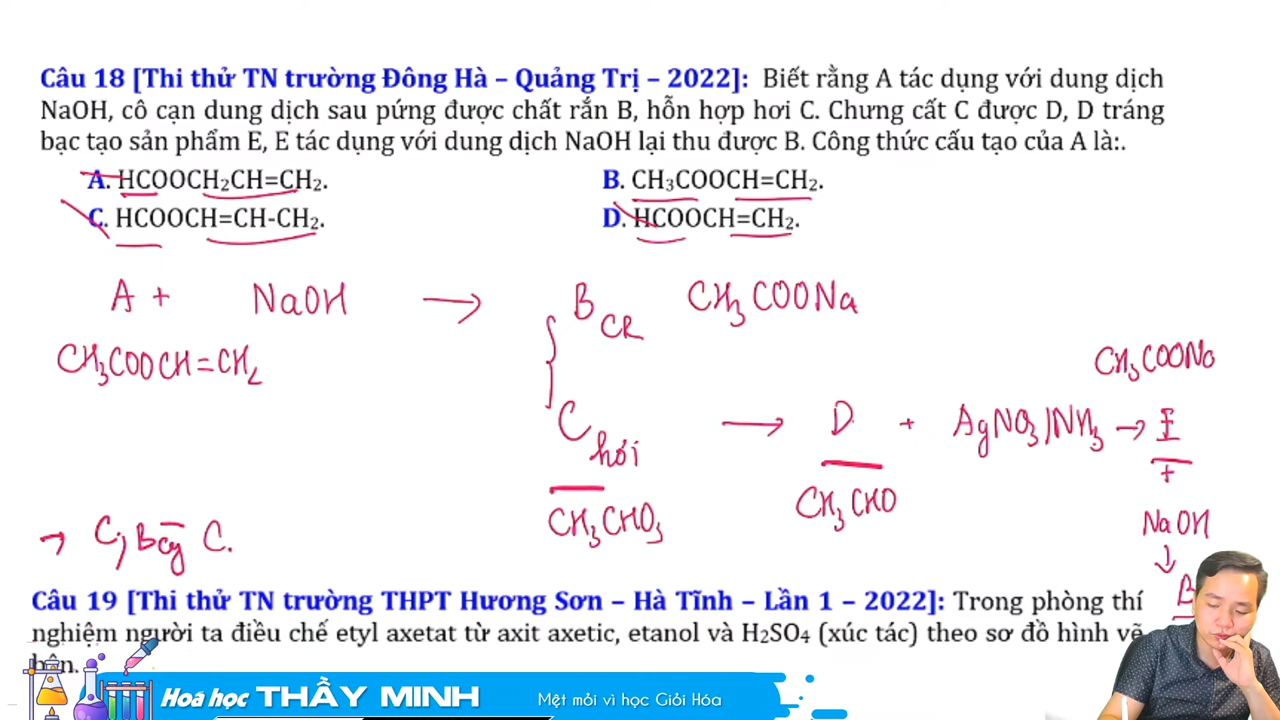 Câu 18 [Thi thử TN trường Đông Hà – Quảng Trị – 2022]: Biết rằng A tác dụng với dung dịch
NaOH, cô cạn dung dịch sau pứng được chất rắn B, hỗn hợp hơi C. Chưng cất C được D, D tráng
bạc tạo sản phẩm E, E tác dụng với dung dịch NaOH lại thu được B. Công thức cấu tạo của A là:.
A. HCOOCH₂CH=CH₂. B. CH₃COOCH=CH₂.
C. HCOOCH=CH-CH₂. D. HCOOCH=CH₂.
A + NaOH → B CR CH₃COONa
CH₃COOCH=CH₂
CH₃COONa
C hơi → D + AgNO₃/NH₃ → E
+
CH₃CHO, CH₃CHO
NaOH
→ C, B cùng C.
↓
B
Câu 19 [Thi thử TN trường THPT Hương Sơn – Hà Tĩnh – Lần 1 – 2022]: Trong phòng thí
nghiệm người ta điều chế etyl axetat từ axit axetic, etanol và H₂SO₄ (xúc tác) theo sơ đồ hình vẽ
bên.
Hoá học THẦY MINH Mệt mỏi vì học Giỏi Hóa